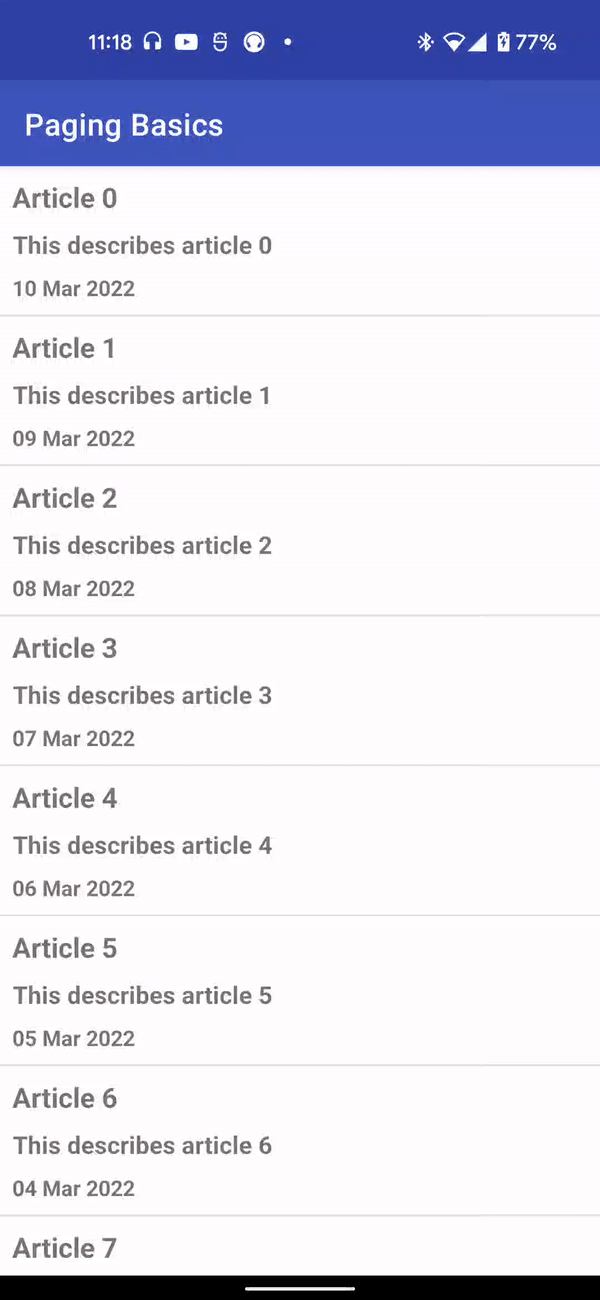 11:18 77%
Paging Basics
Article 0
This describes article 0
10 Mar 2022
Article 1
This describes article 1
09 Mar 2022
Article 2
This describes article 2
08 Mar 2022
Article 3
This describes article 3
07 Mar 2022
Article 4
This describes article 4
06 Mar 2022
Article 5
This describes article 5
05 Mar 2022
Article 6
This describes article 6
04 Mar 2022
Article 7